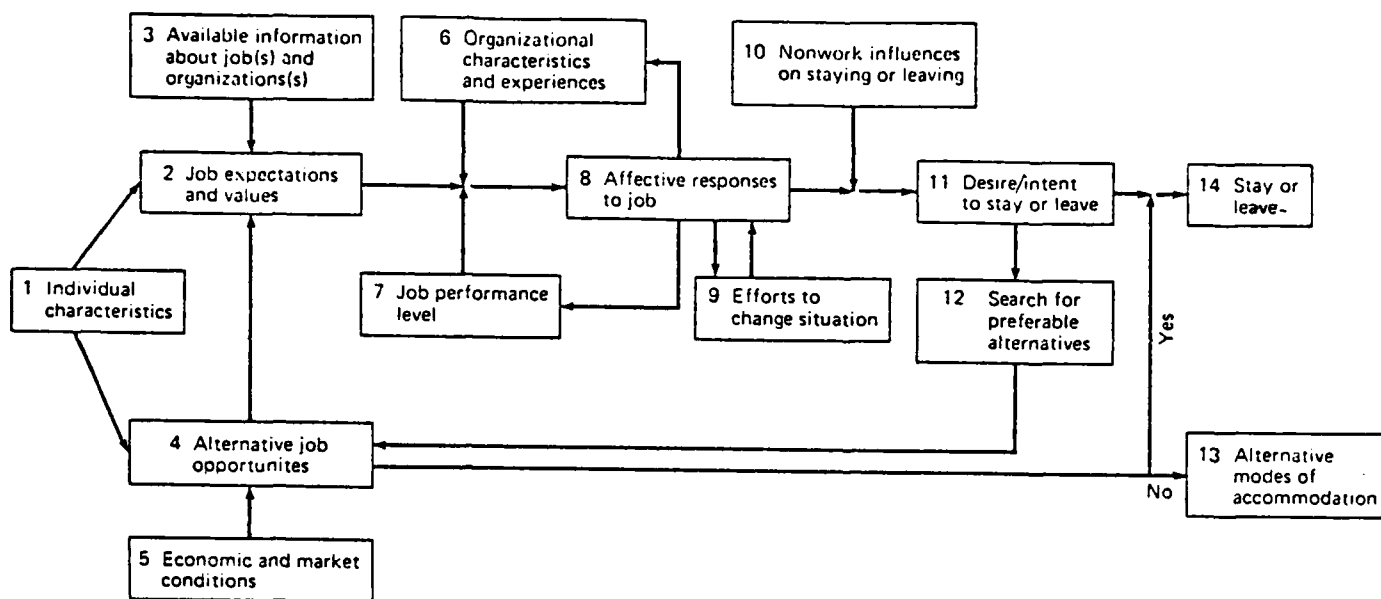 3 Available information
about job(s) and
organizations(s)
6 Organizational
characteristics
and experiences
10 Nonwork influences
on staying or leaving
2 Job expectations
and values
8 Affective responses
to job
11 Desire/intent
to stay or leave
14 Stay or
leave-
1 Individual
characteristics
7 Job performance
level
9 Efforts to
change situation
12 Search for
preferable
alternatives
Yes
4 Alternative job
opportunites
13 Alternative
modes of
accommodation
No
5 Economic and market
conditions